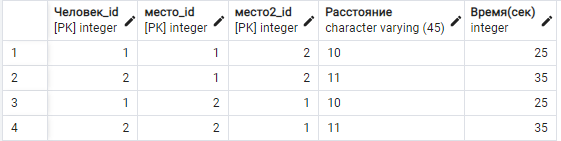 Человек_id место_id место2_id Расстояние Время(сек)
[PK] integer [PK] integer [PK] integer character varying (45) integer
1 1 1 2 10 25
2 2 1 2 11 35
3 1 2 1 10 25
4 2 2 1 11 35